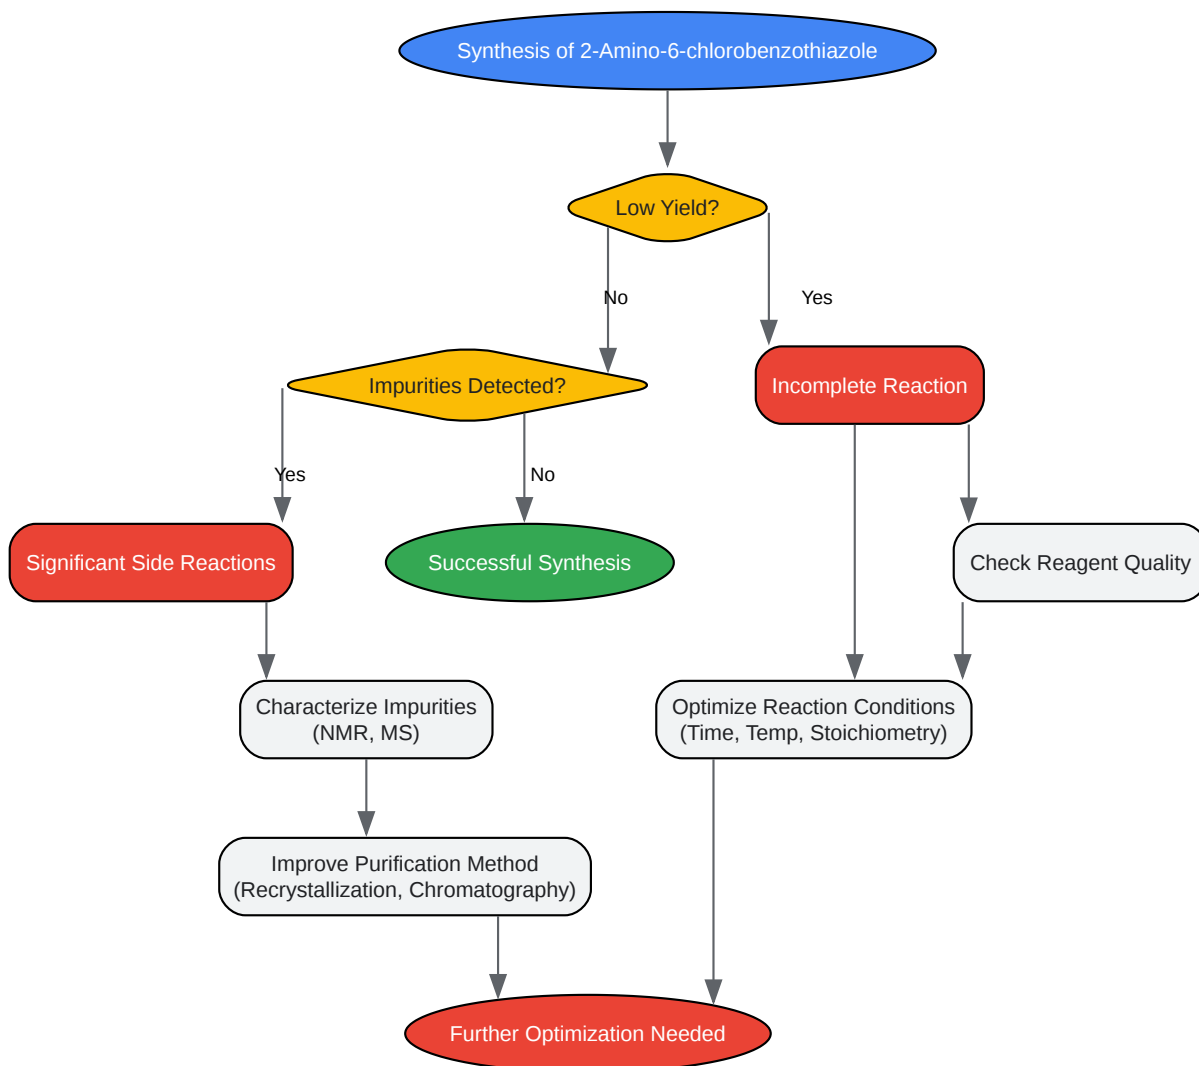 Synthesis of 2-Amino-6-chlorobenzothiazole
Low Yield?
No
Yes
Impurities Detected?
Incomplete Reaction
Yes
No
Significant Side Reactions
Successful Synthesis
Check Reagent Quality
Characterize Impurities
(NMR, MS)
Optimize Reaction Conditions
(Time, Temp, Stoichiometry)
Improve Purification Method
(Recrystallization, Chromatography)
Further Optimization Needed